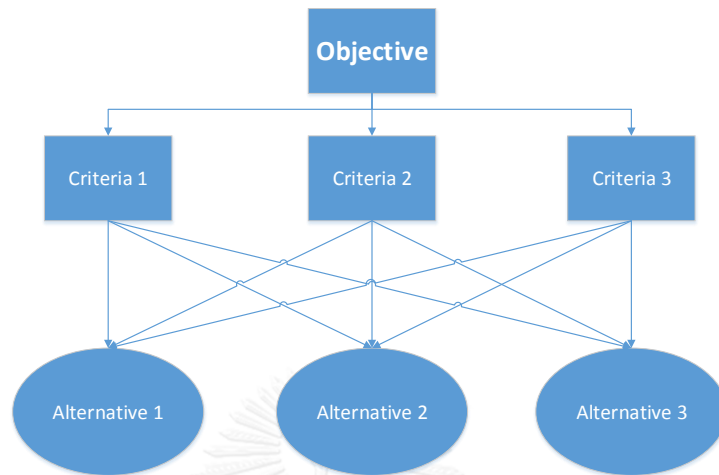 Objective
Criteria 1
Criteria 2
Criteria 3
Alternative 1
Alternative 2
Alternative 3